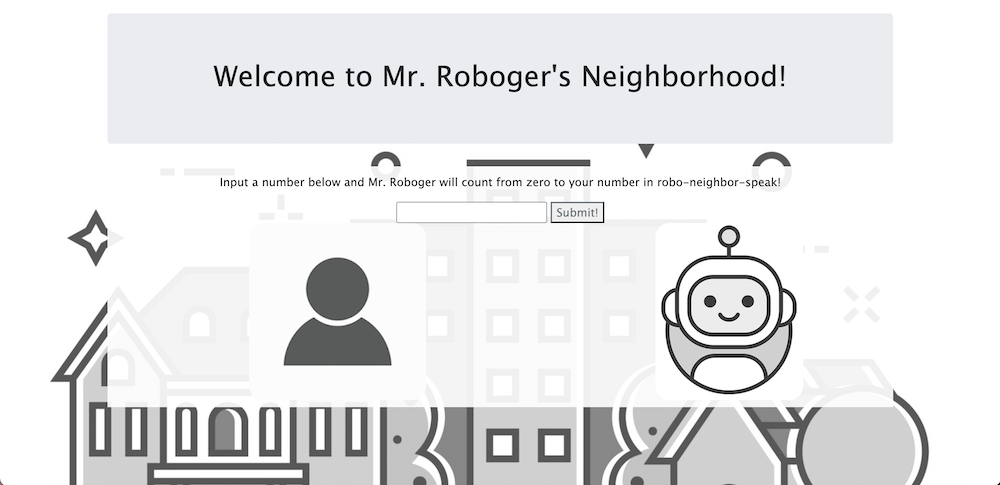 Welcome to Mr. Roboger's Neighborhood!
Input a number below and Mr. Roboger will count from zero to your number in robo-neighbor-speak!
Submit!